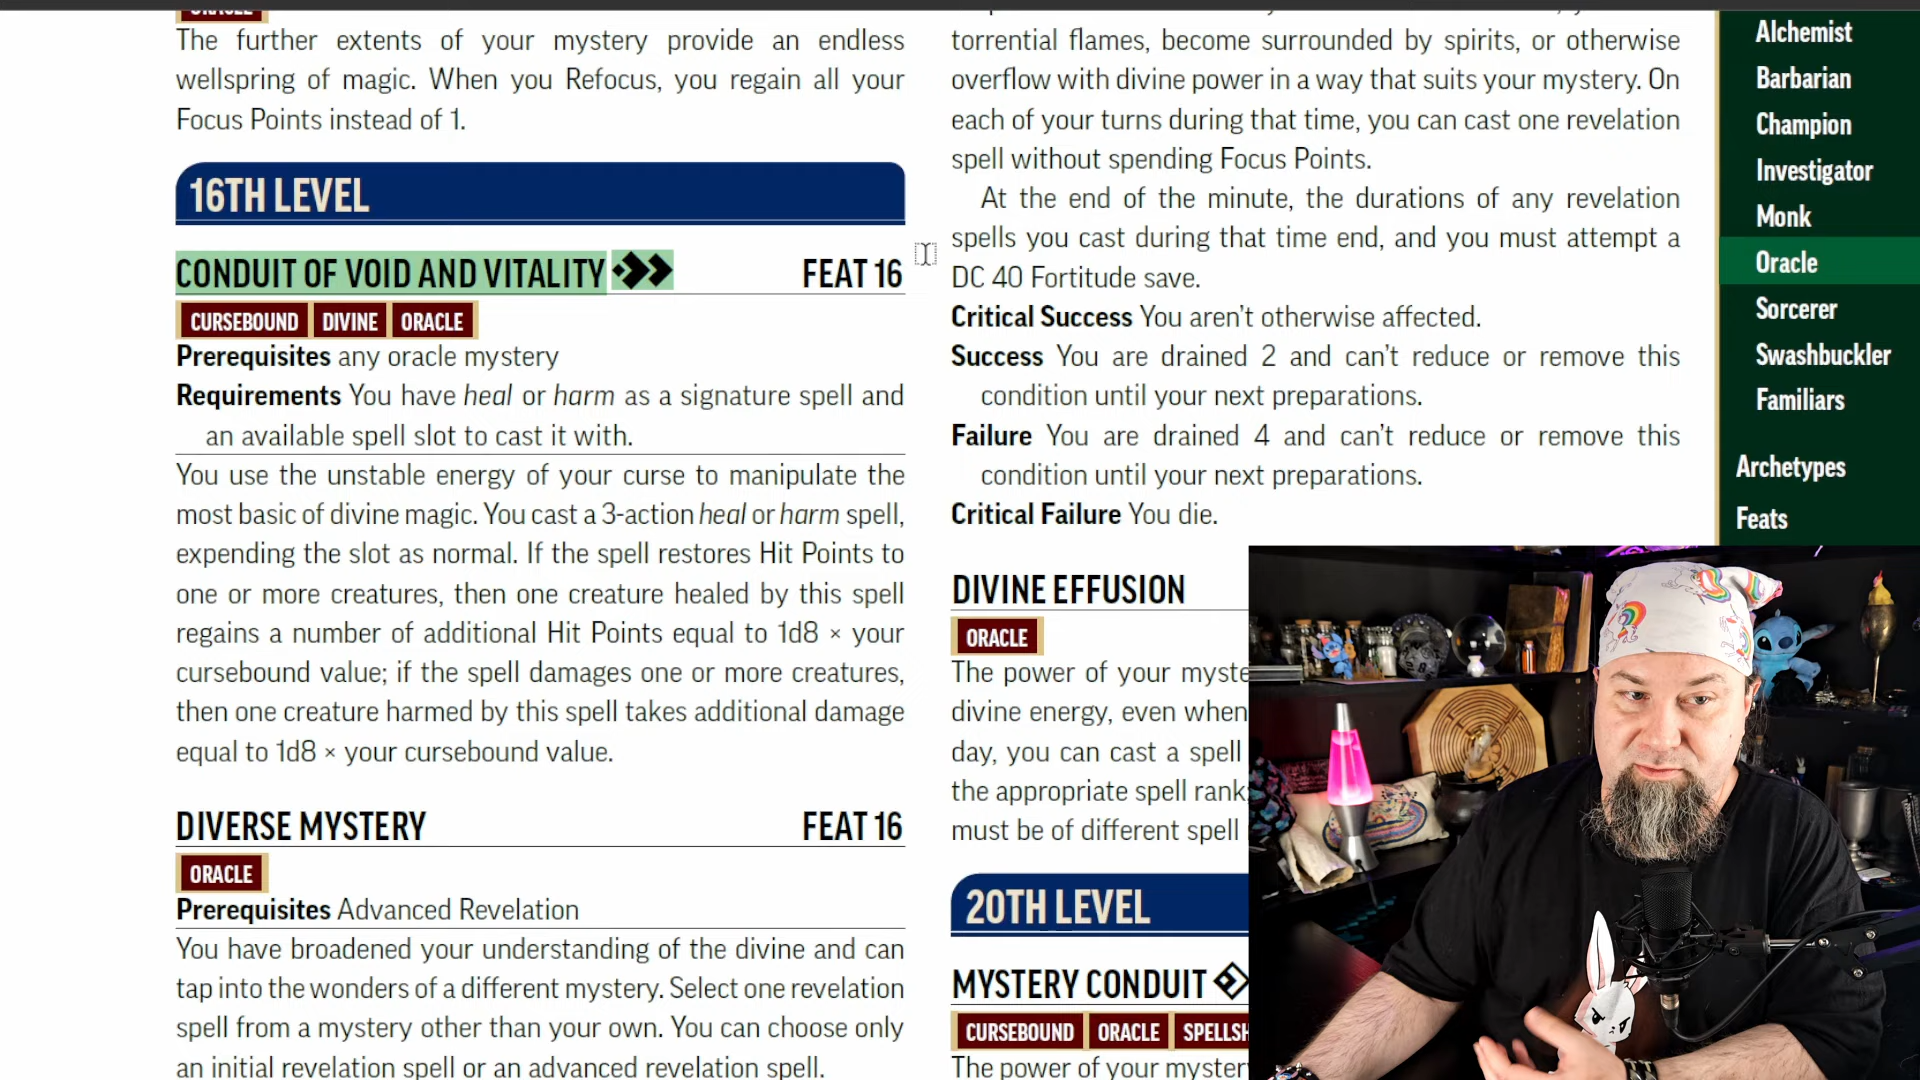 ORACLE
The further extents of your mystery provide an endless
wellspring of magic. When you Refocus, you regain all your
Focus Points instead of 1.
16TH LEVEL
CONDUIT OF VOID AND VITALITY FEAT 16
CURSEBOUND DIVINE ORACLE
Prerequisites any oracle mystery
Requirements You have heal or harm as a signature spell and
an available spell slot to cast it with.
You use the unstable energy of your curse to manipulate the
most basic of divine magic. You cast a 3-action heal or harm spell,
expending the slot as normal. If the spell restores Hit Points to
one or more creatures, then one creature healed by this spell
regains a number of additional Hit Points equal to 1d8 × your
cursebound value; if the spell damages one or more creatures,
then one creature harmed by this spell takes additional damage
equal to 1d8 × your cursebound value.
DIVERSE MYSTERY FEAT 16
ORACLE
Prerequisites Advanced Revelation
You have broadened your understanding of the divine and can
tap into the wonders of a different mystery. Select one revelation
spell from a mystery other than your own. You can choose only
an initial revelation spell or an advanced revelation spell.
torrential flames, become surrounded by spirits, or otherwise
overflow with divine power in a way that suits your mystery. On
each of your turns during that time, you can cast one revelation
spell without spending Focus Points.
At the end of the minute, the durations of any revelation
spells you cast during that time end, and you must attempt a
DC 40 Fortitude save.
Critical Success You aren't otherwise affected.
Success You are drained 2 and can't reduce or remove this
condition until your next preparations.
Failure You are drained 4 and can't reduce or remove this
condition until your next preparations.
Critical Failure You die.
DIVINE EFFUSION
ORACLE
The power of your myste
divine energy, even when
day, you can cast a spell
the appropriate spell rank
must be of different spell
20TH LEVEL
MYSTERY CONDUIT
CURSEBOUND ORACLE SPELLSH
The power of your myster
Alchemist
Barbarian
Champion
Investigator
Monk
Oracle
Sorcerer
Swashbuckler
Familiars
Archetypes
Feats